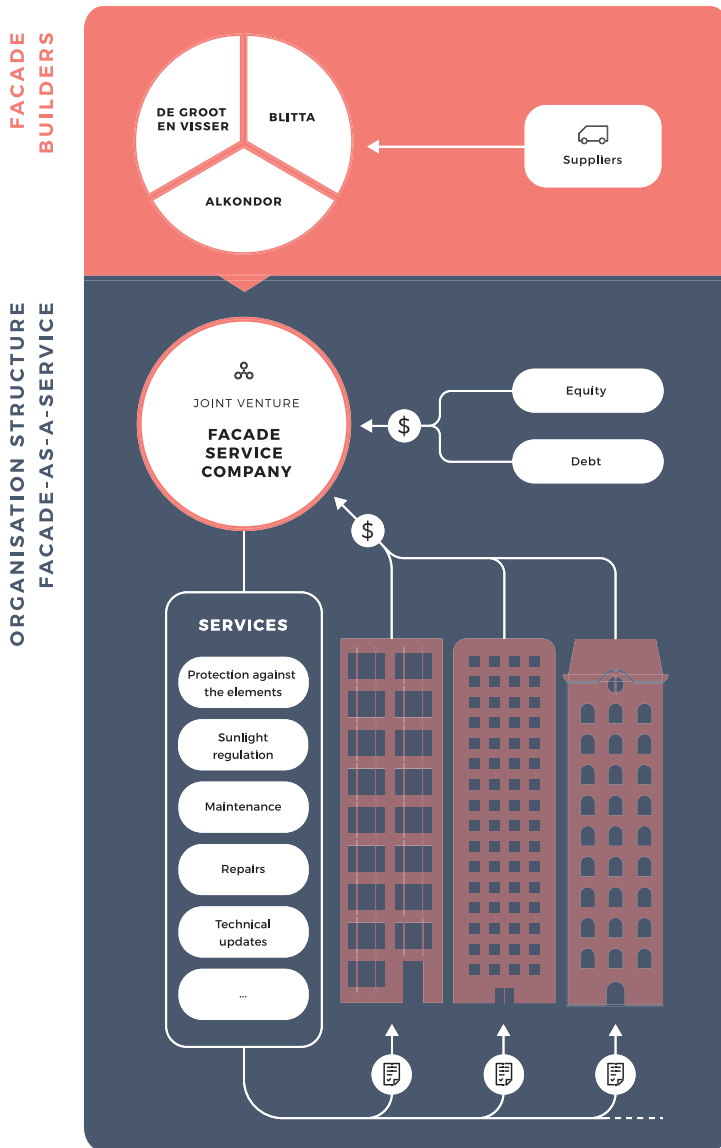 FACADE
BUILDERS
DE GROOT
EN VISSER
BLITTA
ALKONDOR
Suppliers
ORGANISATION STRUCTURE
FACADE-AS-A-SERVICE
JOINT VENTURE
FACADE
SERVICE
COMPANY
$
Equity
Debt
$
SERVICES
Protection against
the elements
Sunlight
regulation
Maintenance
Repairs
Technical
updates
...